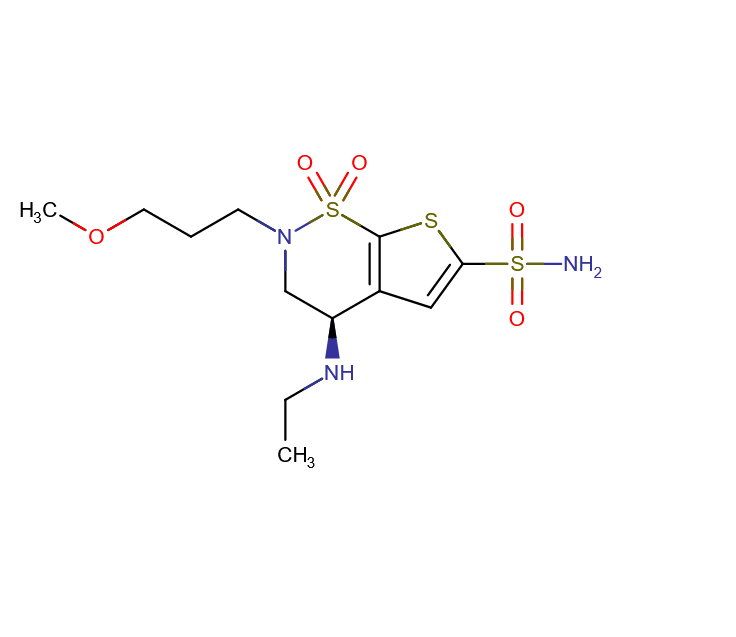 O O
H3C O N S S O
S NH2
O
NH
CH3